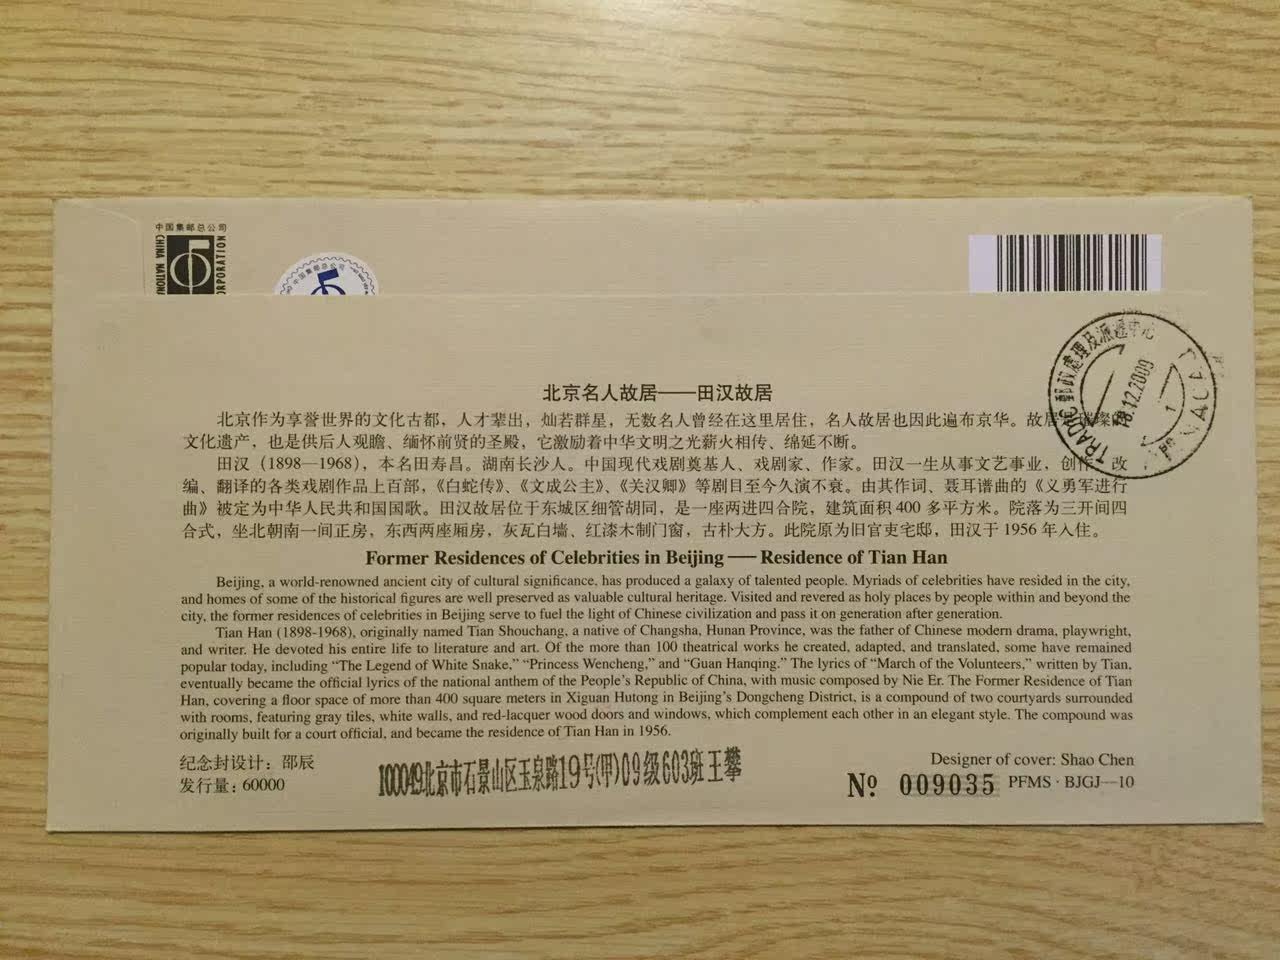 中国集邮总公司
CHINA NATION
ORPORATION
中国集邮总公司
北京名人故居——田汉故居
北京作为享誉世界的文化古都，人才辈出，灿若群星，无数名人曾经在这里居住，名人故居也因此遍布京华。故居 璀璨的
文化遗产，也是供后人观瞻、缅怀前贤的圣殿，它激励着中华文明之光薪火相传、绵延不断。
田汉（1898—1968），本名田寿昌。湖南长沙人。中国现代戏剧奠基人、戏剧家、作家。田汉一生从事文艺事业，创作、改
编、翻译的各类戏剧作品上百部，《白蛇传》、《文成公主》、《关汉卿》等剧目至今久演不衰。由其作词、聂耳谱曲的《义勇军进行
曲》被定为中华人民共和国国歌。田汉故居位于东城区细管胡同，是一座两进四合院，建筑面积 400 多平方米。院落为三开间四
合式，坐北朝南一间正房，东西两座厢房，灰瓦白墙、红漆木制门窗，古朴大方。此院原为旧官吏宅邸，田汉于 1956 年入住。
Former Residences of Celebrities in Beijing —— Residence of Tian Han
Beijing, a world-renowned ancient city of cultural significance, has produced a galaxy of talented people. Myriads of celebrities have resided in the city,
and homes of some of the historical figures are well preserved as valuable cultural heritage. Visited and revered as holy places by people within and beyond the
city, the former residences of celebrities in Beijing serve to fuel the light of Chinese civilization and pass it on generation after generation.
Tian Han (1898-1968), originally named Tian Shouchang, a native of Changsha, Hunan Province, was the father of Chinese modern drama, playwright,
and writer. He devoted his entire life to literature and art. Of the more than 100 theatrical works he created, adapted, and translated, some have remained
popular today, including “The Legend of White Snake,” “Princess Wencheng,” and “Guan Hanqing.” The lyrics of “March of the Volunteers,” written by Tian,
eventually became the official lyrics of the national anthem of the People’s Republic of China, with music composed by Nie Er. The Former Residence of Tian
Han, covering a floor space of more than 400 square meters in Xiguan Hutong in Beijing’s Dongcheng District, is a compound of two courtyards surrounded
with rooms, featuring gray tiles, white walls, and red-lacquer wood doors and windows, which complement each other in an elegant style. The compound was
originally built for a court official, and became the residence of Tian Han in 1956.
郵政處理及派遞中心
18.12.2009
1
MACAU
纪念封设计：邵辰
发行量：60000
100049北京市石景山区玉泉路19号(甲)09级603班王攀
Designer of cover: Shao Chen
№ 009035 PFMS · BJGJ—10